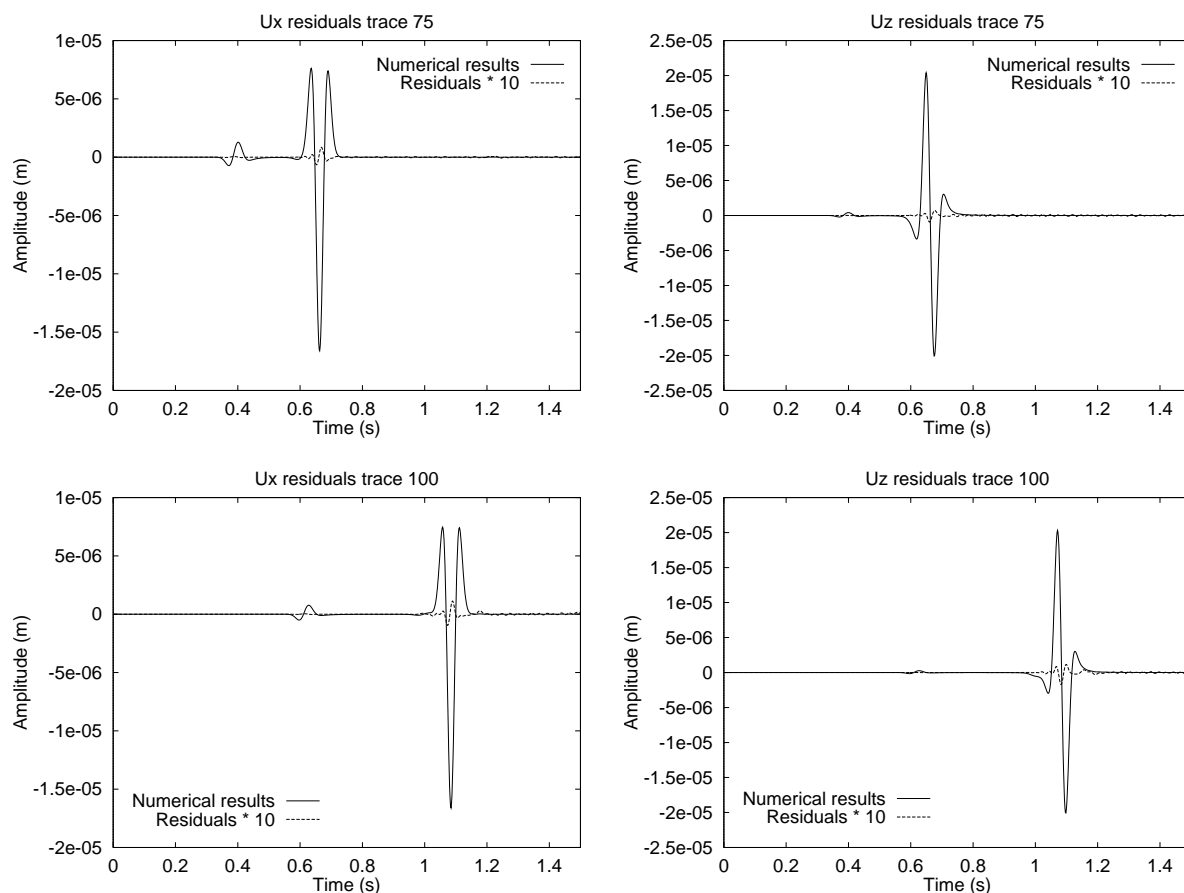 Ux residuals trace 75
1e-05
5e-06
0
-5e-06
-1e-05
-1.5e-05
-2e-05
Amplitude (m)
Numerical results
Residuals * 10
0 0.2 0.4 0.6 0.8 1 1.2 1.4
Time (s)
Uz residuals trace 75
2.5e-05
2e-05
1.5e-05
1e-05
5e-06
0
-5e-06
-1e-05
-1.5e-05
-2e-05
-2.5e-05
Amplitude (m)
Numerical results
Residuals * 10
0 0.2 0.4 0.6 0.8 1 1.2 1.4
Time (s)
Ux residuals trace 100
1e-05
5e-06
0
-5e-06
-1e-05
-1.5e-05
-2e-05
Amplitude (m)
Numerical results
Residuals * 10
0 0.2 0.4 0.6 0.8 1 1.2 1.4
Time (s)
Uz residuals trace 100
2.5e-05
2e-05
1.5e-05
1e-05
5e-06
0
-5e-06
-1e-05
-1.5e-05
-2e-05
-2.5e-05
Amplitude (m)
Numerical results
Residuals * 10
0 0.2 0.4 0.6 0.8 1 1.2 1.4
Time (s)